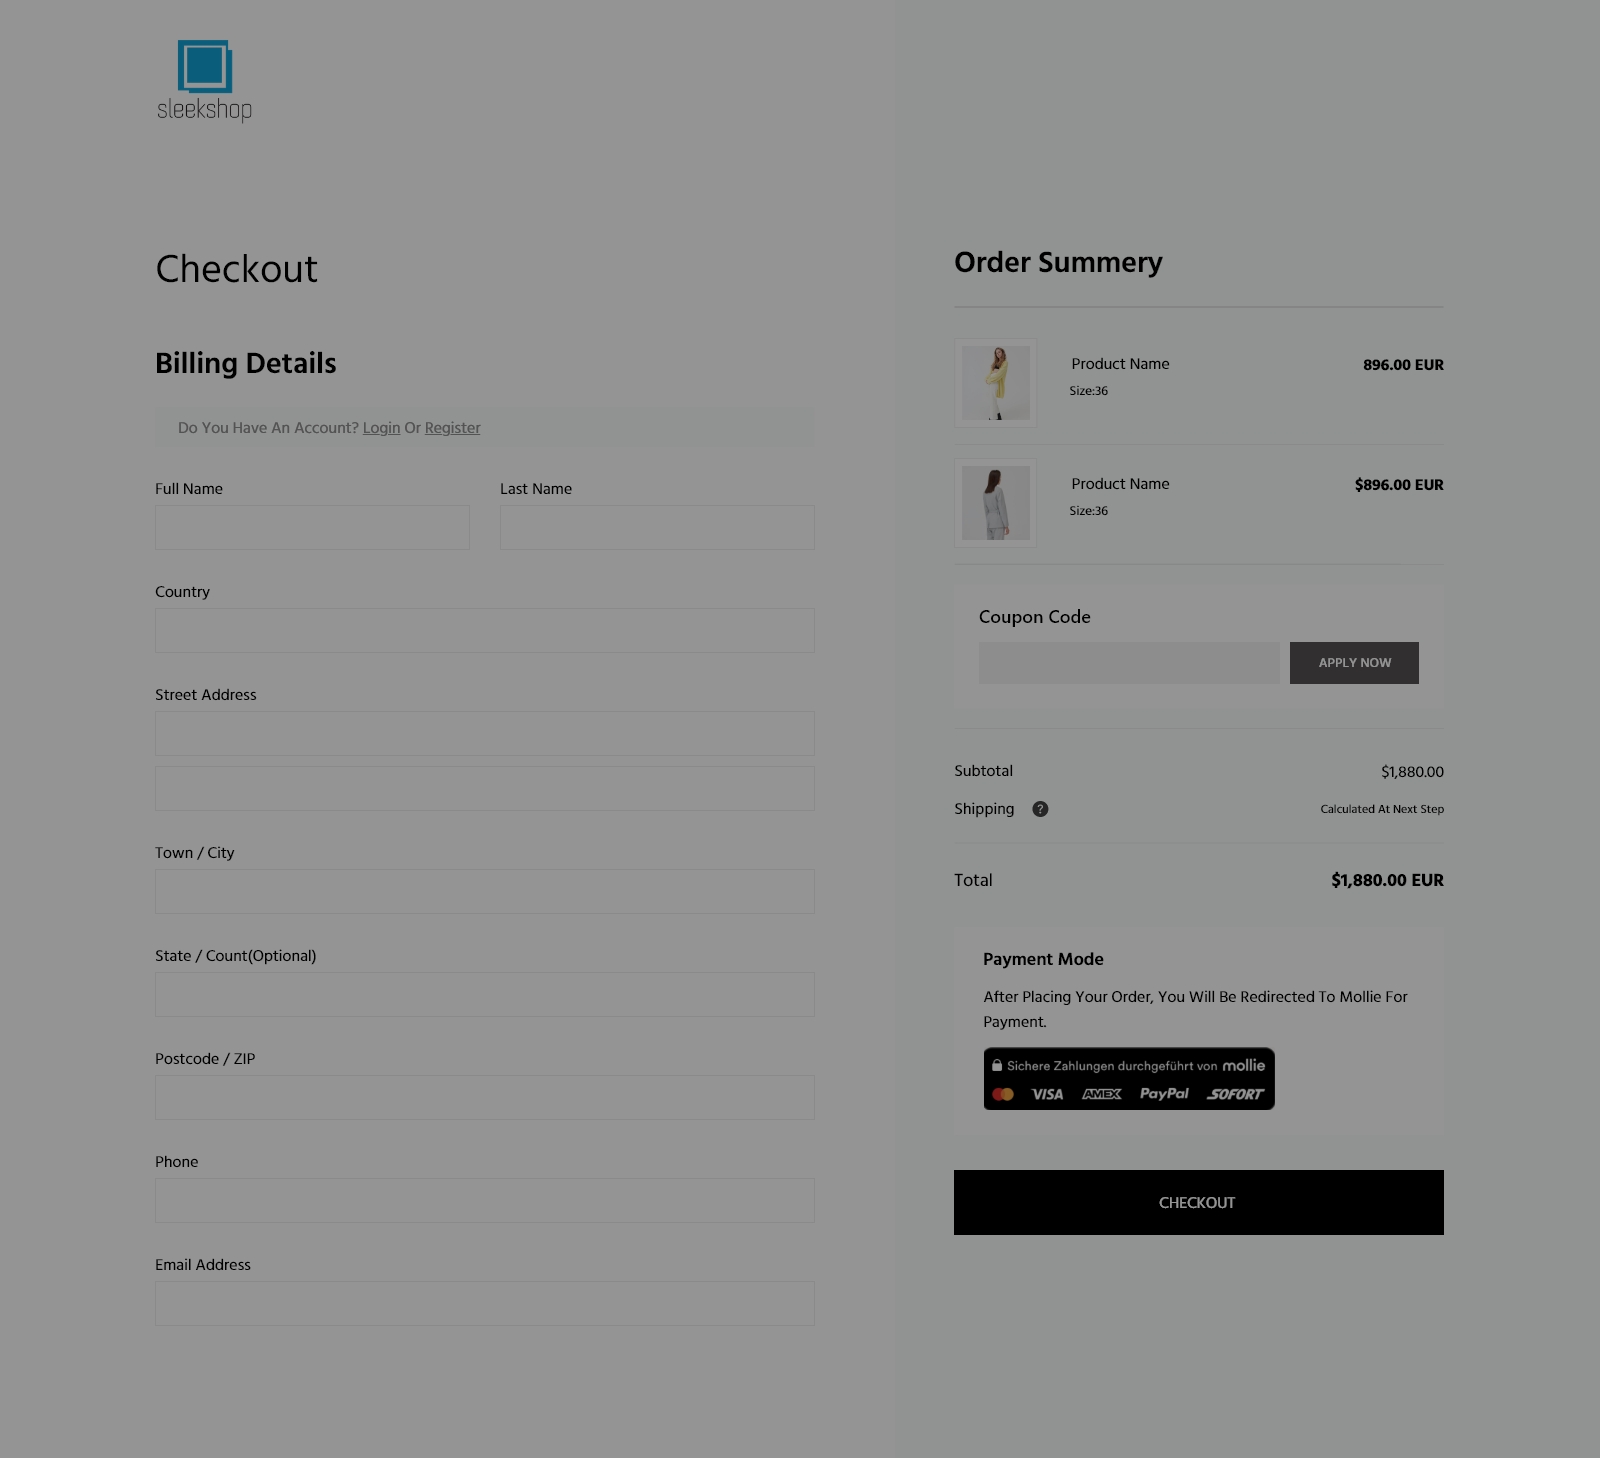 sleekshop
Checkout
Billing Details
Do You Have An Account? Login Or Register
Full Name
Last Name
Country
Street Address
Town / City
State / Count(Optional)
Postcode / ZIP
Phone
Email Address
Order Summery
Product Name
896.00 EUR
Size:36
Product Name
$896.00 EUR
Size:36
Coupon Code
APPLY NOW
Subtotal
$1,880.00
Shipping ?
Calculated At Next Step
Total
$1,880.00 EUR
Payment Mode
After Placing Your Order, You Will Be Redirected To Mollie For
Payment.
Sichere Zahlungen durchgeführt von mollie
VISA AMEX PayPal SOFORT
CHECKOUT